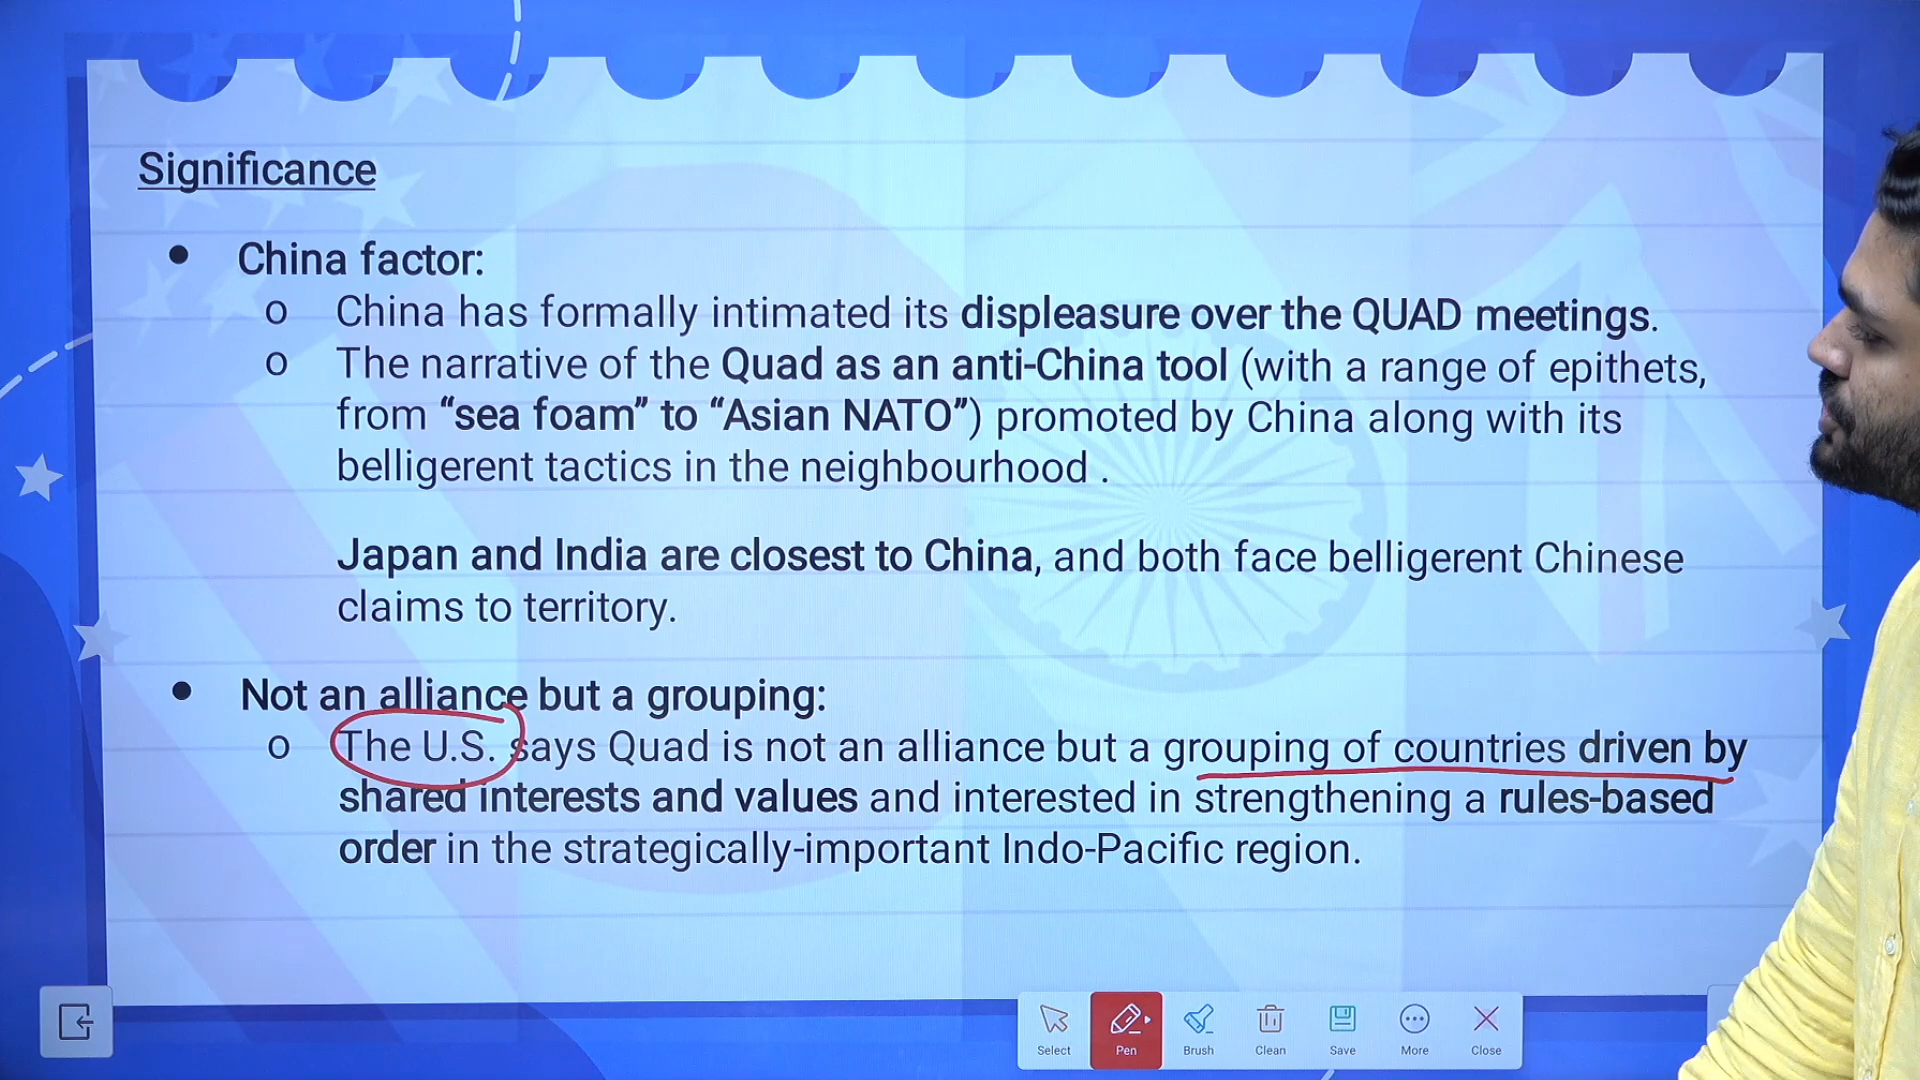 Significance
● China factor:
o China has formally intimated its displeasure over the QUAD meetings.
o The narrative of the Quad as an anti-China tool (with a range of epithets,
from “sea foam” to “Asian NATO”) promoted by China along with its
belligerent tactics in the neighbourhood .
Japan and India are closest to China, and both face belligerent Chinese
claims to territory.
● Not an alliance but a grouping:
o The U.S. says Quad is not an alliance but a grouping of countries driven by
shared interests and values and interested in strengthening a rules-based
order in the strategically-important Indo-Pacific region.
Select Pen Brush Clean Save More Close